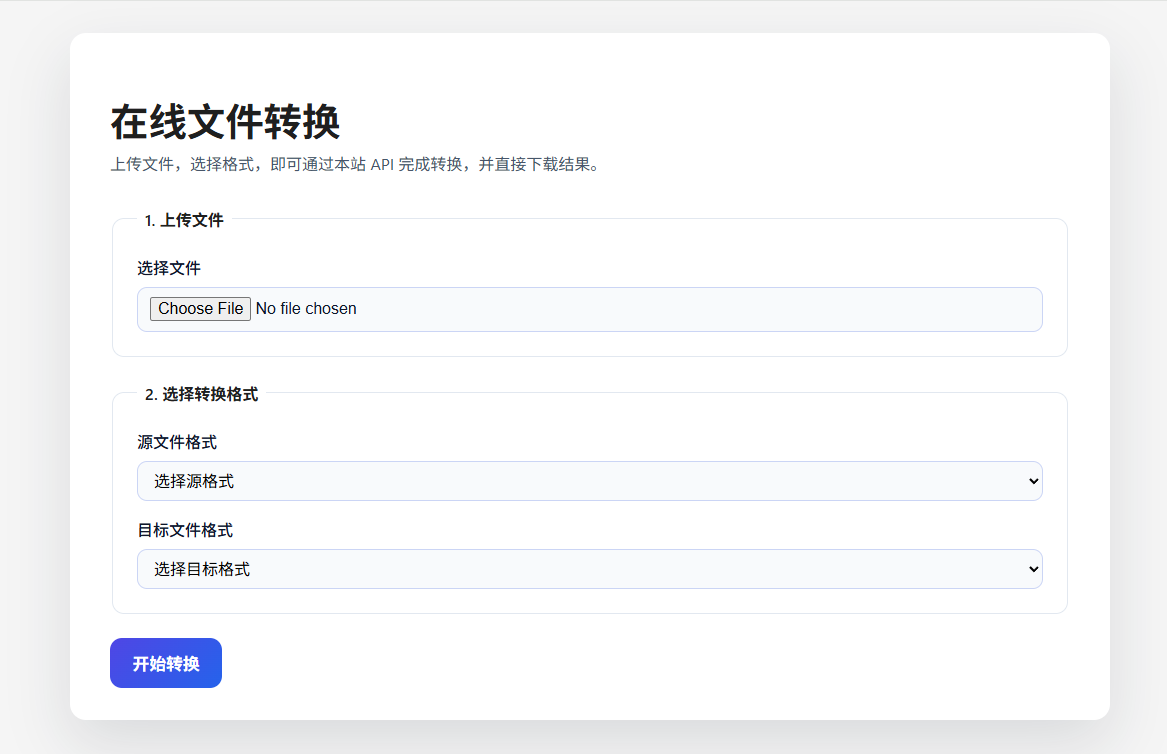 在线文件转换
上传文件，选择格式，即可通过本站 API 完成转换，并直接下载结果。
1. 上传文件
选择文件
Choose File No file chosen
2. 选择转换格式
源文件格式
选择源格式
目标文件格式
选择目标格式
开始转换